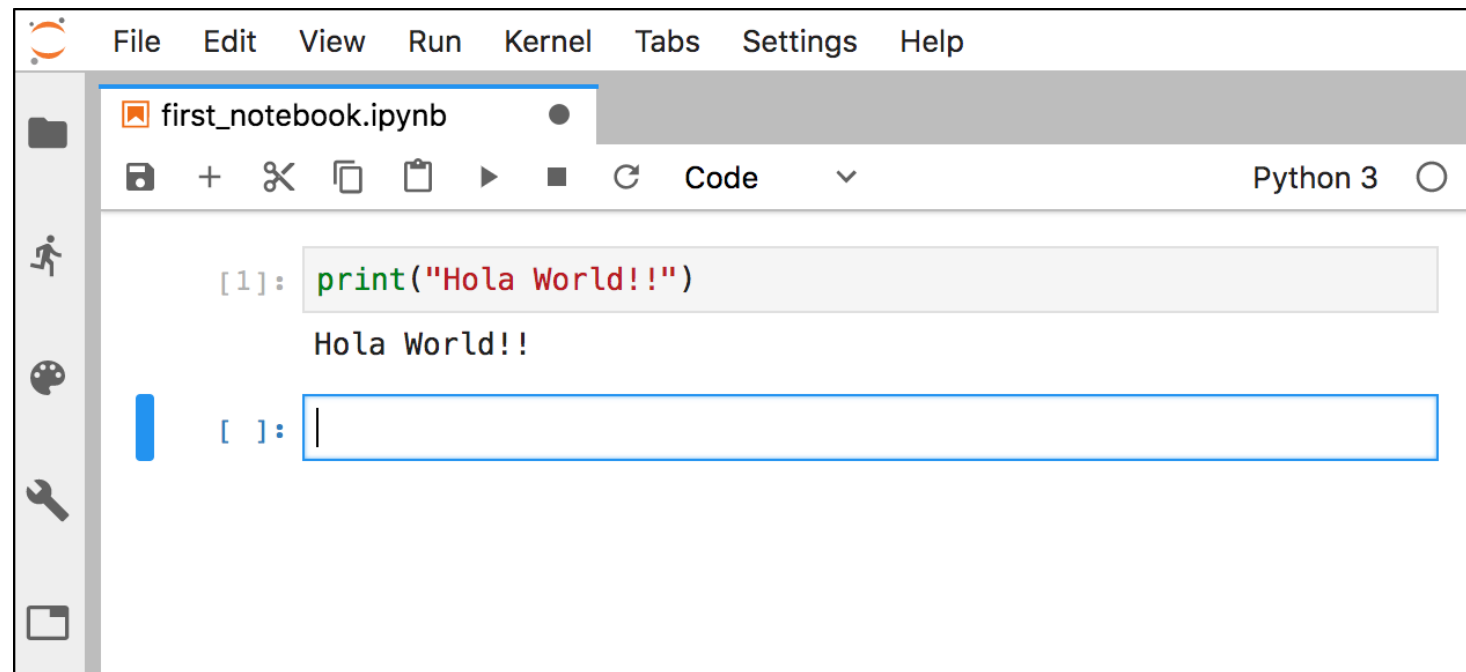 File Edit View Run Kernel Tabs Settings Help
first_notebook.ipynb
Code Python 3
[1]: print("Hola World!!")
Hola World!!
[ ]: